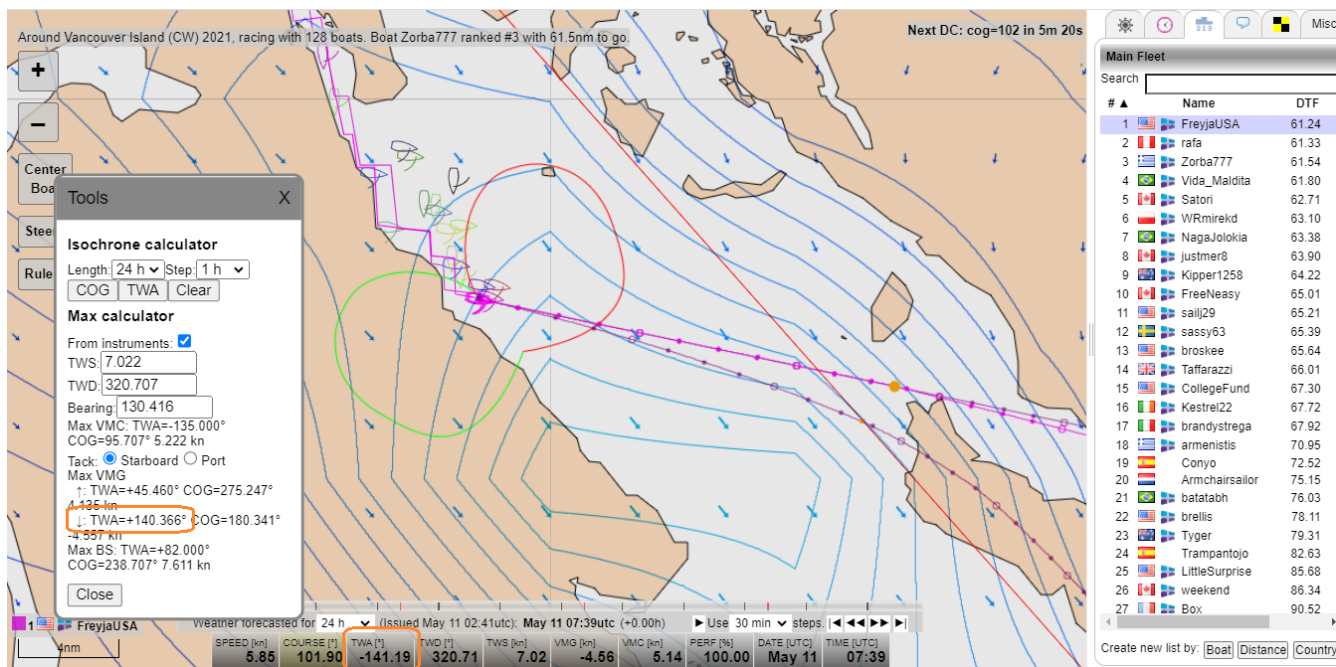 Around Vancouver Island (CW) 2021, racing with 128 boats. Boat Zorba777 ranked #3 with 61.5nm to go.
Next DC: cog=102 in 5m 20s
+
−
Center
Boa
Steer
Rule
Tools X
Isochrone calculator
Length: 24 h Step: 1 h
COG TWA Clear
Max calculator
From instruments:
TWS: 7.022
TWD: 320.707
Bearing: 130.416
Max VMC: TWA=-135.000°
COG=95.707° 5.222 kn
Tack: Starboard Port
Max VMG
↑: TWA=+45.460° COG=275.247°
4.135 kn
↓: TWA=+140.366° COG=180.341°
-4.557 kn
Max BS: TWA=+82.000°
COG=238.707° 7.611 kn
Close
1 FreyjaUSA
4nm
Weather forecasted for 24 h (Issued May 11 02:41utc): May 11 07:39utc (+0.00h) Use 30 min steps.
SPEED [kn] COURSE [°] TWA [°] TWD [°] TWS [kn] VMG [kn] VMC [kn] PERF [%] DATE [UTC] TIME [UTC]
5.85 101.90 -141.19 320.71 7.02 -4.56 5.14 100.00 May 11 07:39
213 Misc
Main Fleet
Search
# ▲ Name DTF
1 FreyjaUSA 61.24
2 rafa 61.33
3 Zorba777 61.54
4 Vida_Maldita 61.80
5 Satori 62.71
6 WRmirekd 63.10
7 NagaJolokia 63.38
8 justmer8 63.90
9 Kipper1258 64.22
10 FreeNeasy 65.01
11 sailj29 65.21
12 sassy63 65.39
13 broskee 65.64
14 Taffarazzi 66.01
15 CollegeFund 67.30
16 Kestrel22 67.72
17 brandystrega 67.92
18 armenistis 70.95
19 Conyo 72.52
20 Armchairsailor 75.15
21 batatabh 76.03
22 brellis 78.11
23 Tyger 79.31
24 Trampantojo 82.63
25 LittleSurprise 85.68
26 weekend 86.34
27 Box 90.52
Create new list by: Boat Distance Country